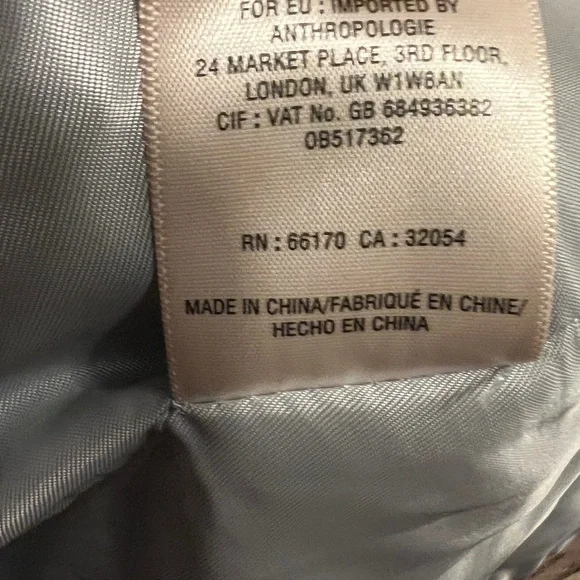 FOR EU : IMPORTED BY
ANTHROPOLOGIE
24 MARKET PLACE, 3RD FLOOR,
LONDON, UK W1W8AN
CIF : VAT No. GB 684936382
OB517362
RN : 66170 CA : 32054
MADE IN CHINA/FABRIQUÉ EN CHINE/
HECHO EN CHINA